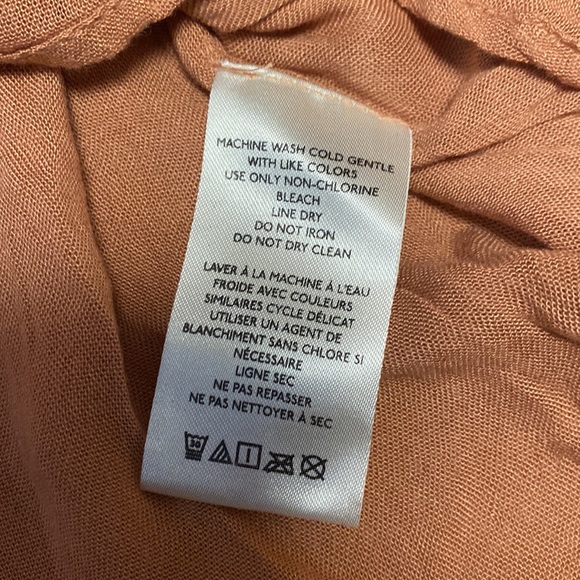 MACHINE WASH COLD GENTLE
WITH LIKE COLORS
USE ONLY NON-CHLORINE
BLEACH
LINE DRY
DO NOT IRON
DO NOT DRY CLEAN
LAVER À LA MACHINE À L'EAU
FROIDE AVEC COULEURS
SIMILAIRES CYCLE DÉLICAT
UTILISER UN AGENT DE
BLANCHIMENT SANS CHLORE SI
NÉCESSAIRE
LIGNE SEC
NE PAS REPASSER
NE PAS NETTOYER À SEC
30